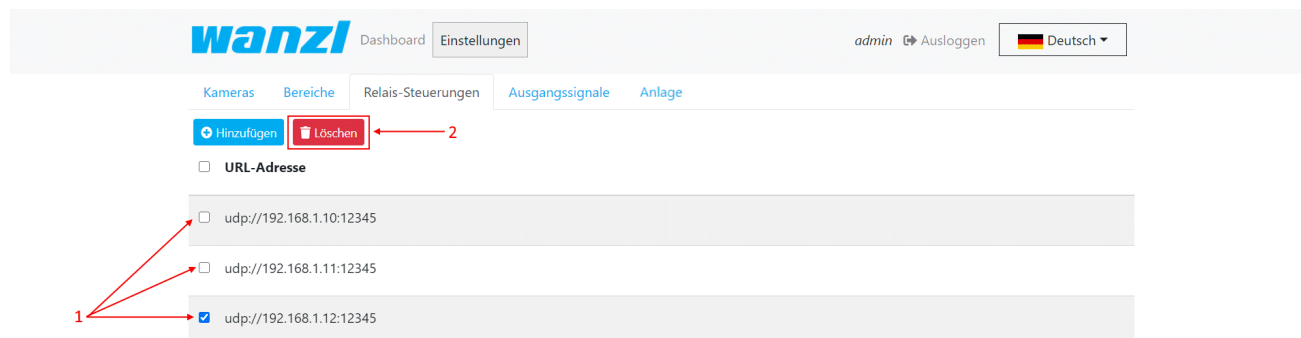 wanzl Dashboard Einstellungen admin Ausloggen Deutsch
Kameras Bereiche Relais-Steuerungen Ausgangssignale Anlage
Hinzufügen Löschen 2
URL-Adresse
udp://192.168.1.10:12345
udp://192.168.1.11:12345
1 udp://192.168.1.12:12345